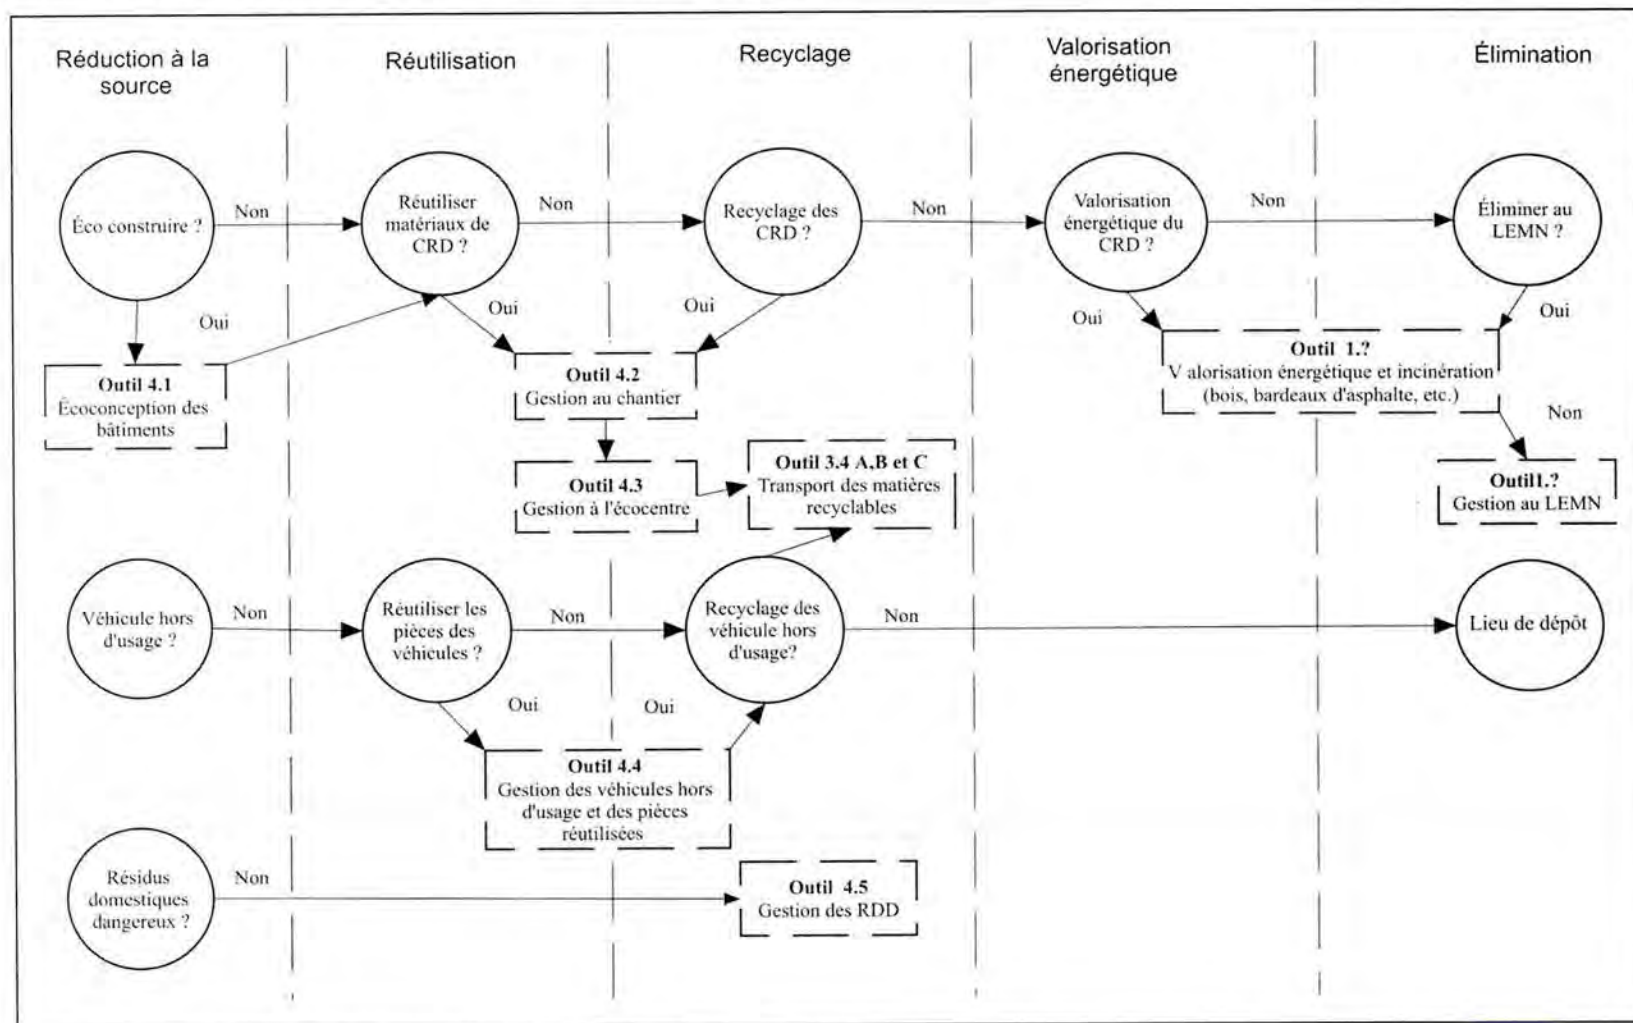 Réduction à la
source
Réutilisation
Recyclage
Valorisation
énergétique
Élimination
Éco construire ?
Non
Réutiliser
matériaux de
CRD ?
Non
Recyclage des
CRD ?
Non
Valorisation
énergétique du
CRD ?
Non
Éliminer au
LEMN ?
Oui
Oui
Oui
Oui
Oui
Outil 4.1
Écoconception des
bâtiments
Outil 4.2
Gestion au chantier
Outil 1.?
V alorisation énergétique et incinération
(bois, bardeaux d'asphalte, etc.)
Non
Outil 4.3
Gestion à l'écocentre
Outil 3.4 A,B et C
Transport des matières
recyclables
Outil1.?
Gestion au LEMN
Véhicule hors
d'usage ?
Non
Réutiliser les
pièces des
véhicules ?
Non
Recyclage des
véhicule hors
d'usage?
Non
Lieu de dépôt
Oui
Oui
Outil 4.4
Gestion des véhicules hors
d'usage et des pièces
réutilisées
Résidus
domestiques
dangereux ?
Non
Outil 4.5
Gestion des RDD